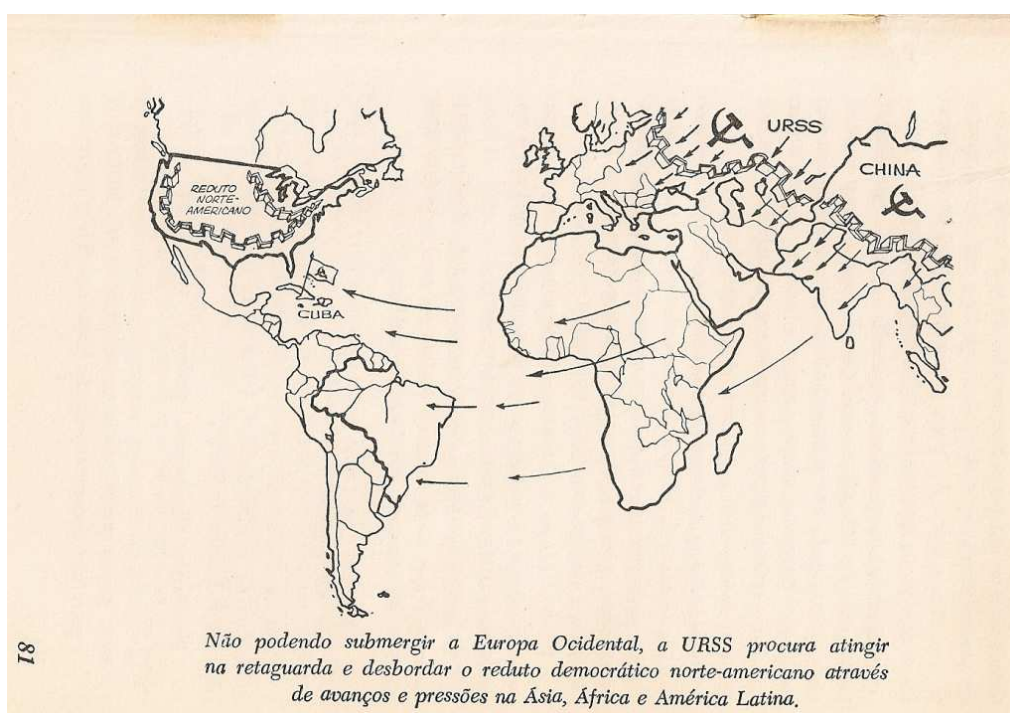 URSS
CHINA
REDUTO
NORTE-
AMERICANO
CUBA
Não podendo submergir a Europa Ocidental, a URSS procura atingir
na retaguarda e desbordar o reduto democrático norte-americano através
de avanços e pressões na Ásia, África e América Latina.
81